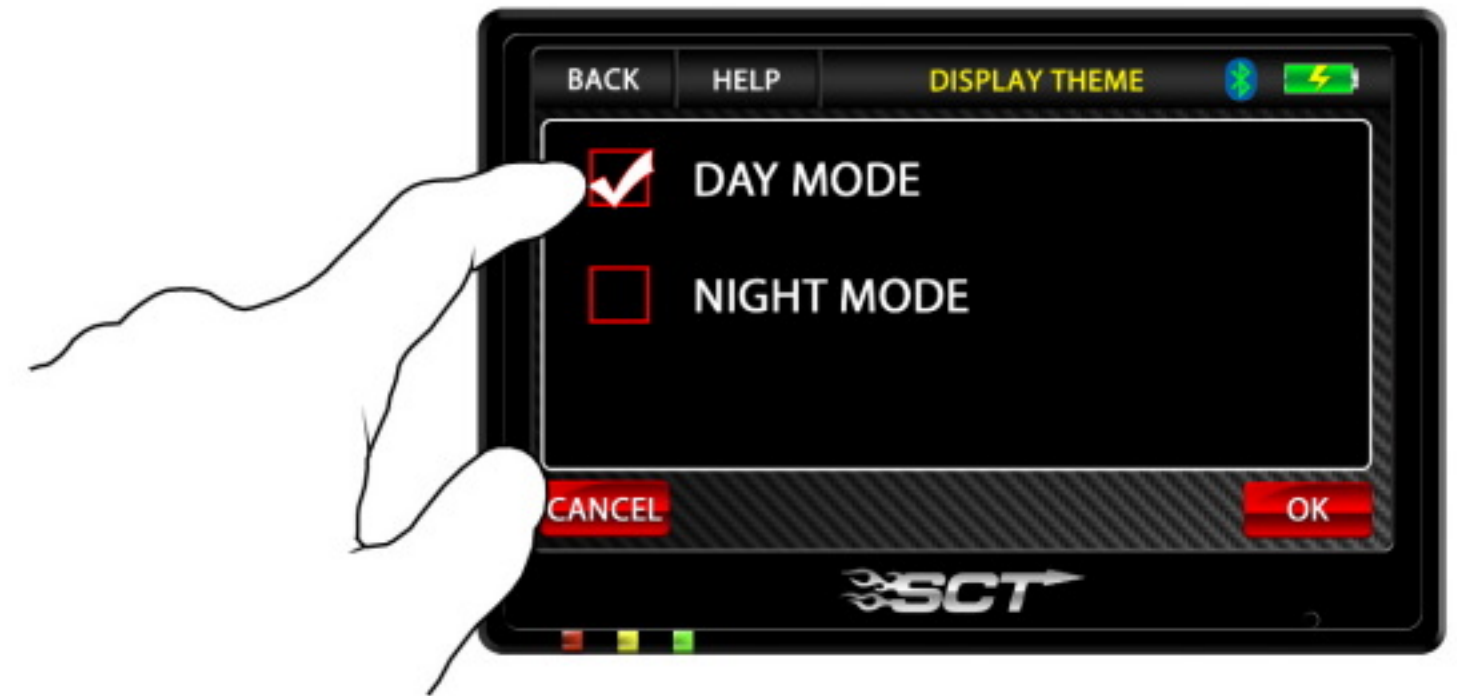 BACK HELP DISPLAY THEME
DAY MODE
NIGHT MODE
CANCEL OK
SCT